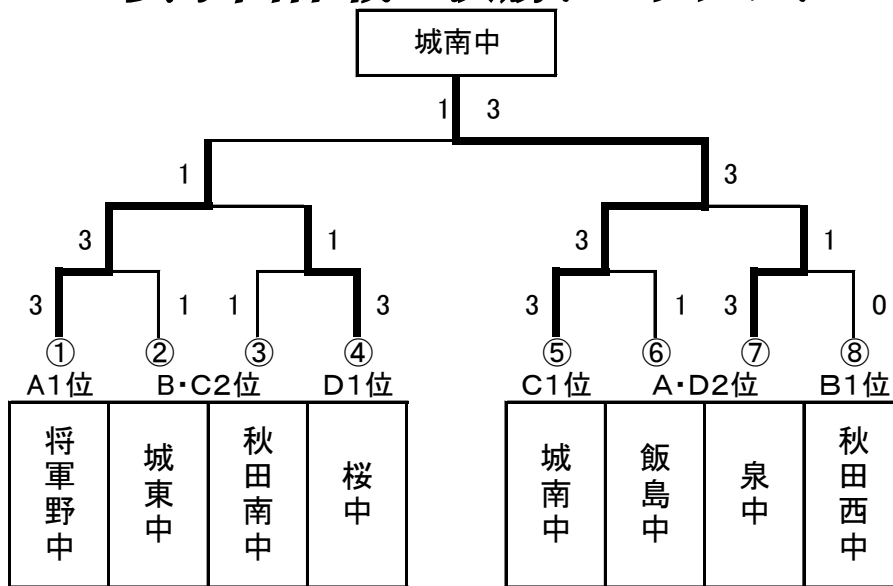 城南中
1 3
1 3
3 1 3 1
3 1 1 3 3 1 3 0
① ② ③ ④ ⑤ ⑥ ⑦ ⑧
A1位 B・C2位 D1位 C1位 A・D2位 B1位
将軍野中 城東中 秋田南中 桜中 城南中 飯島中 泉中 秋田西中